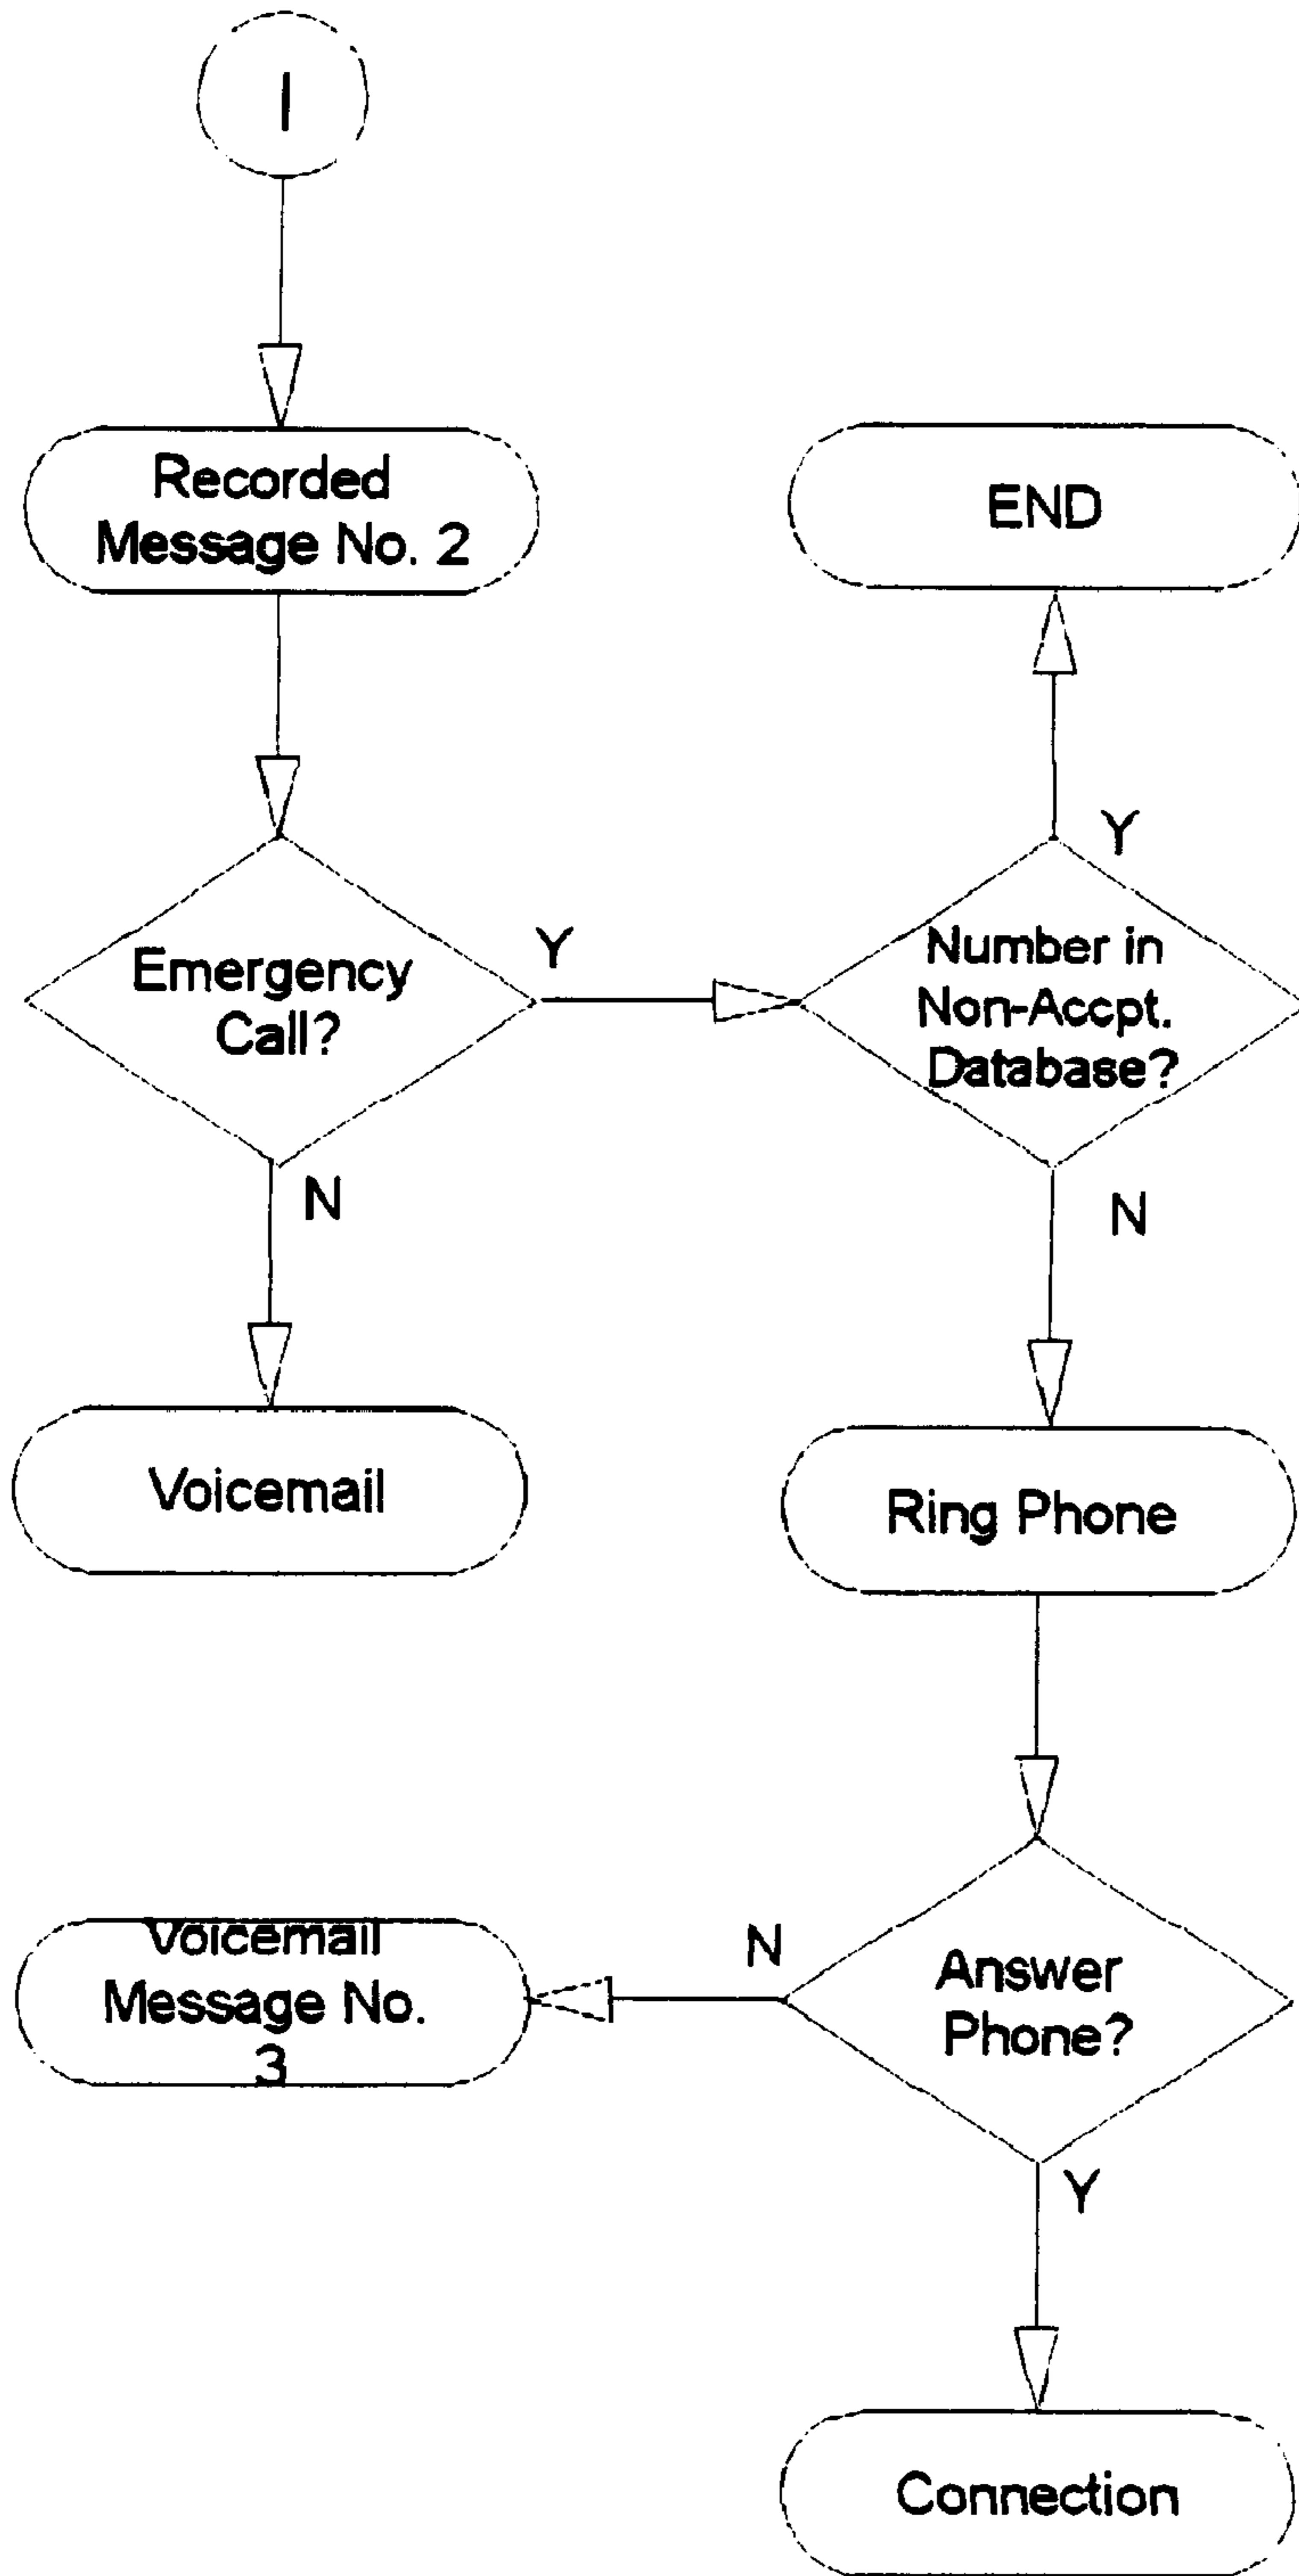 I
Recorded
Message No. 2
END
Y
Emergency
Call?
Y
Number in
Non-Accpt.
Database?
N
N
Voicemail
Ring Phone
Voicemail
Message No.
3
N
Answer
Phone?
Y
Connection